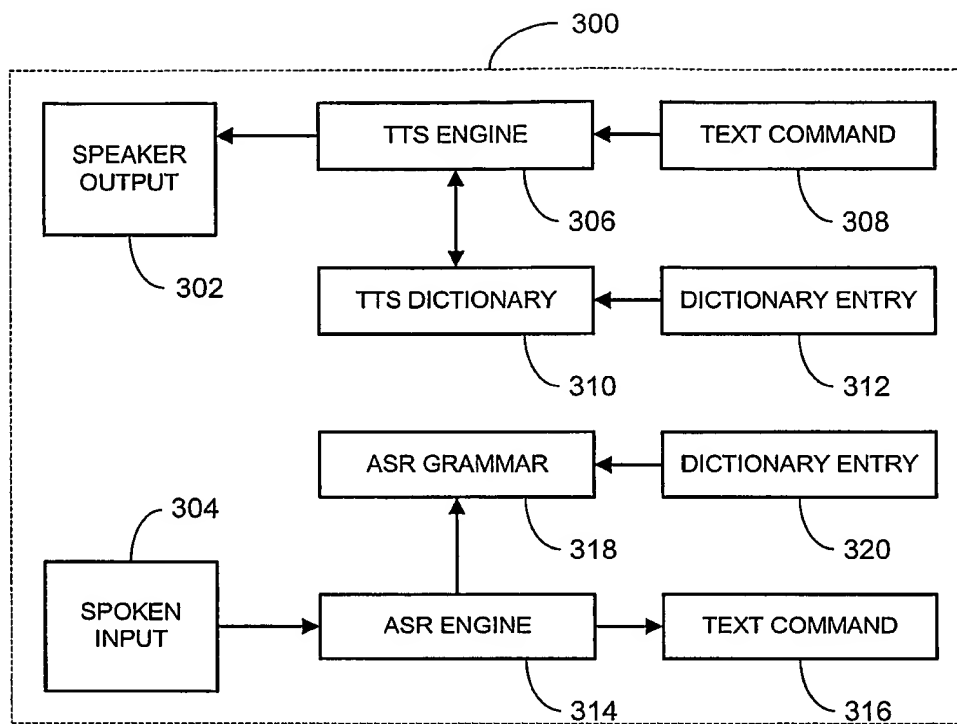 300
SPEAKER
OUTPUT
302
TTS ENGINE
306
TEXT COMMAND
308
TTS DICTIONARY
310
DICTIONARY ENTRY
312
ASR GRAMMAR
318
DICTIONARY ENTRY
320
304
SPOKEN
INPUT
ASR ENGINE
314
TEXT COMMAND
316